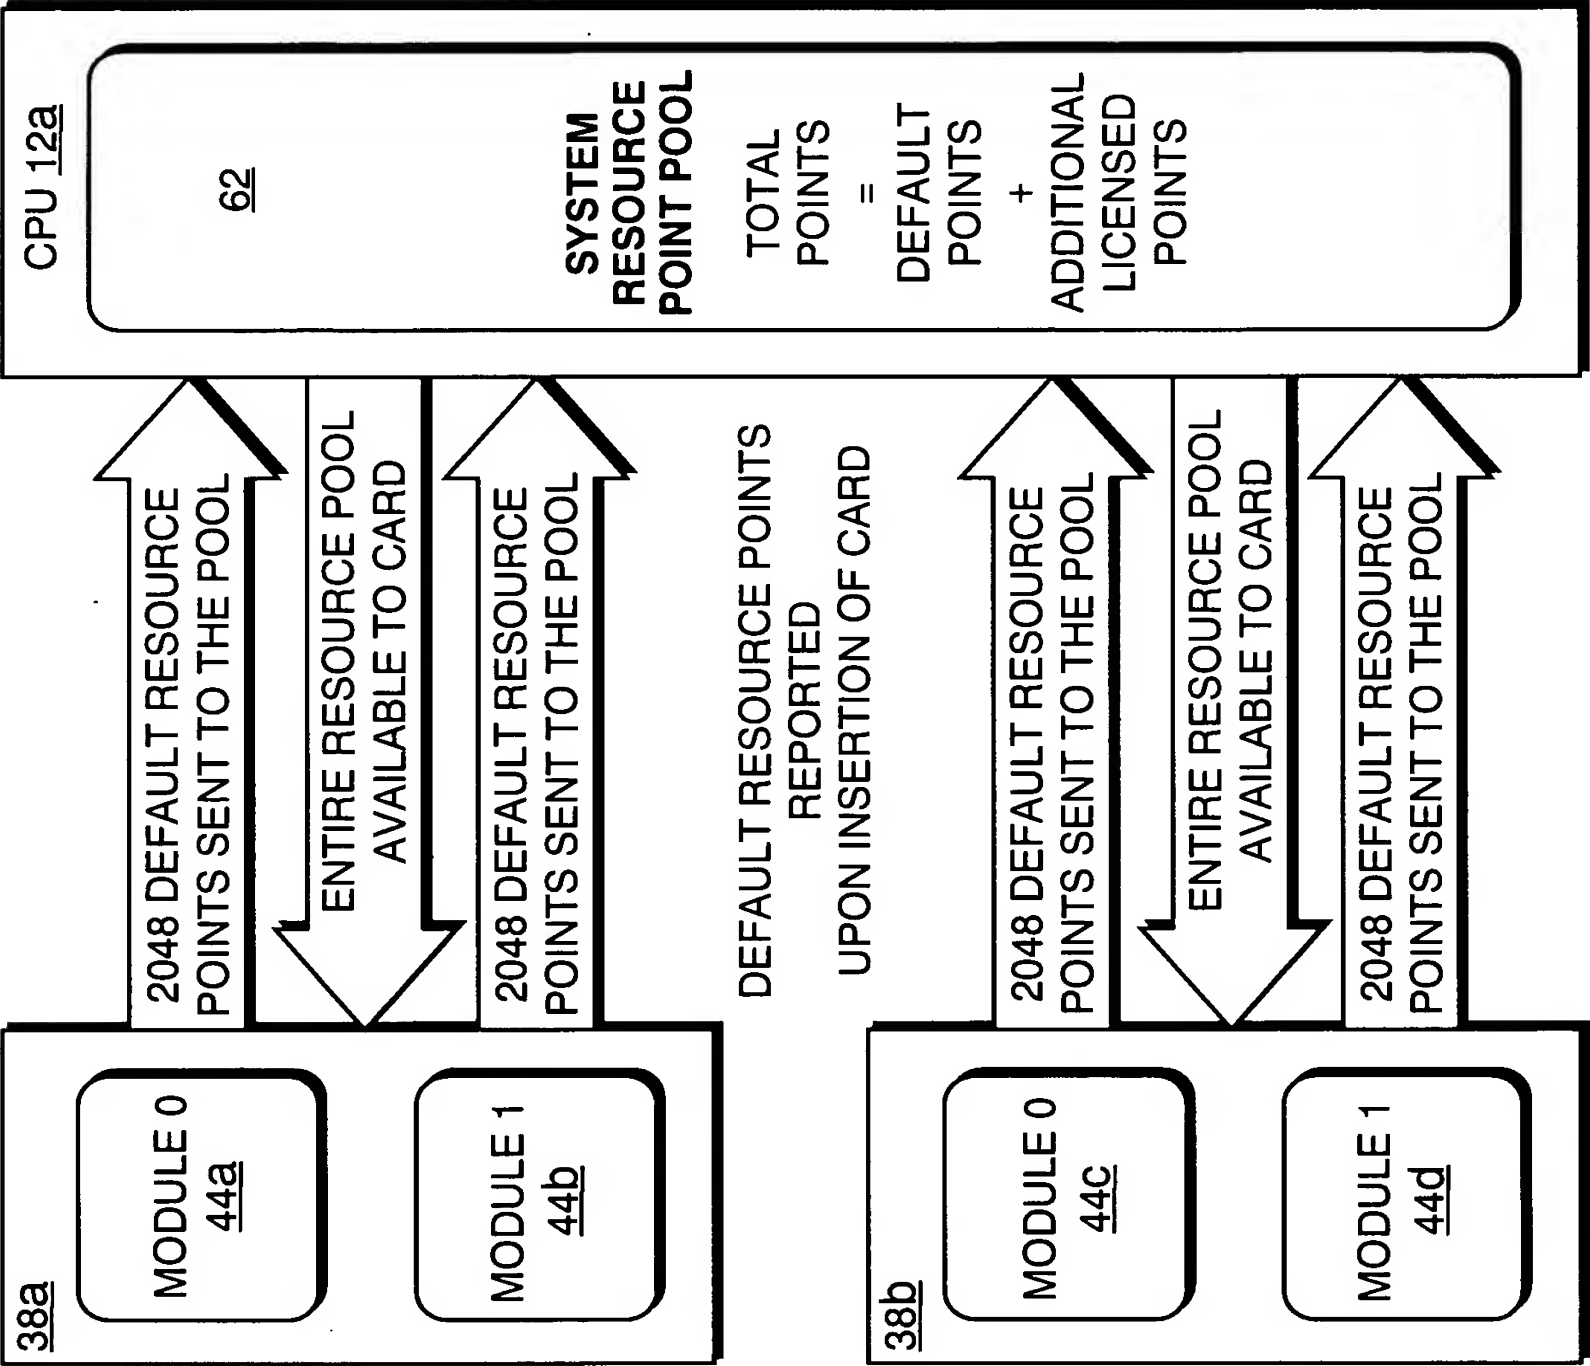 CPU 12a
62
SYSTEM
RESOURCE
POINT POOL
TOTAL
POINTS
=
DEFAULT
POINTS
+
ADDITIONAL
LICENSED
POINTS
2048 DEFAULT RESOURCE
POINTS SENT TO THE POOL
ENTIRE RESOURCE POOL
AVAILABLE TO CARD
2048 DEFAULT RESOURCE
POINTS SENT TO THE POOL
DEFAULT RESOURCE POINTS
REPORTED
UPON INSERTION OF CARD
2048 DEFAULT RESOURCE
POINTS SENT TO THE POOL
ENTIRE RESOURCE POOL
AVAILABLE TO CARD
2048 DEFAULT RESOURCE
POINTS SENT TO THE POOL
38a
MODULE 0
44a
MODULE 1
44b
38b
MODULE 0
44c
MODULE 1
44d